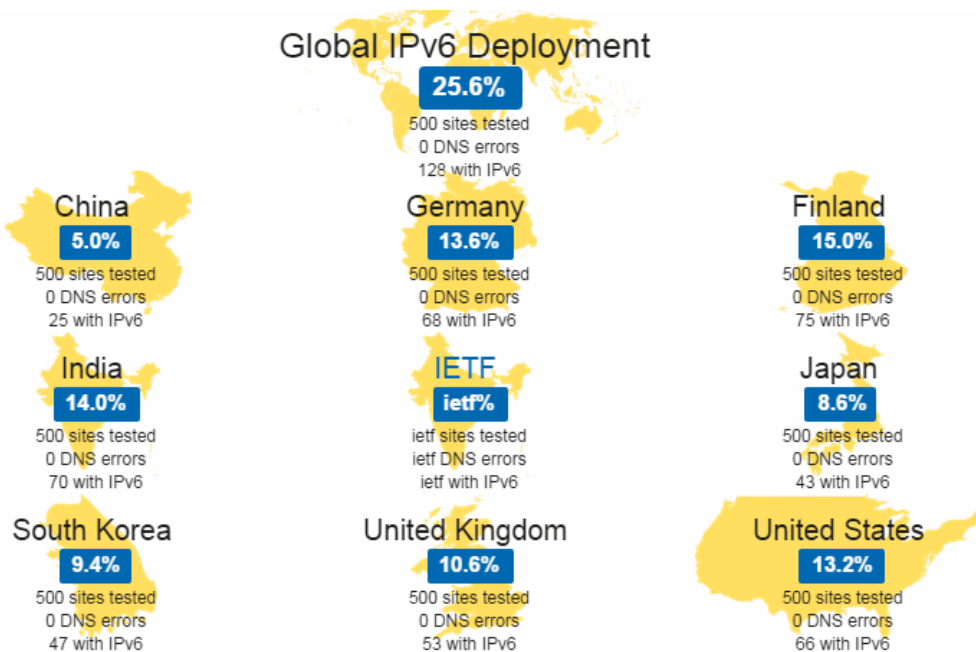 Global IPv6 Deployment
25.6%
500 sites tested
0 DNS errors
128 with IPv6
China
5.0%
500 sites tested
0 DNS errors
25 with IPv6
Germany
13.6%
500 sites tested
0 DNS errors
68 with IPv6
Finland
15.0%
500 sites tested
0 DNS errors
75 with IPv6
India
14.0%
500 sites tested
0 DNS errors
70 with IPv6
IETF
ietf%
ietf sites tested
ietf DNS errors
ietf with IPv6
Japan
8.6%
500 sites tested
0 DNS errors
43 with IPv6
South Korea
9.4%
500 sites tested
0 DNS errors
47 with IPv6
United Kingdom
10.6%
500 sites tested
0 DNS errors
53 with IPv6
United States
13.2%
500 sites tested
0 DNS errors
66 with IPv6